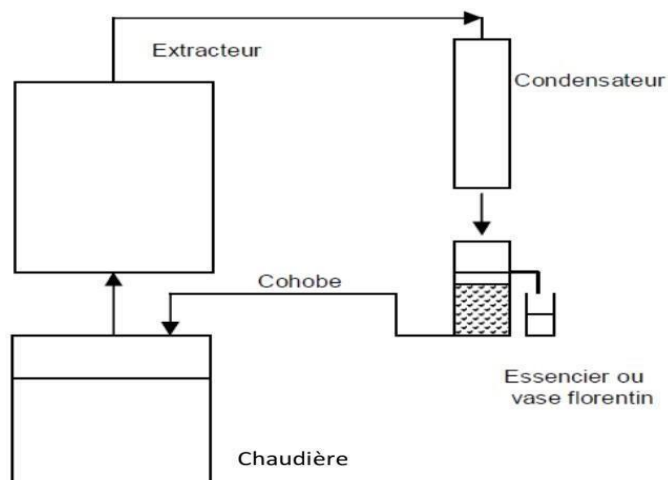 Extracteur
Condensateur
Cohobe
Essencier ou
vase florentin
Chaudière